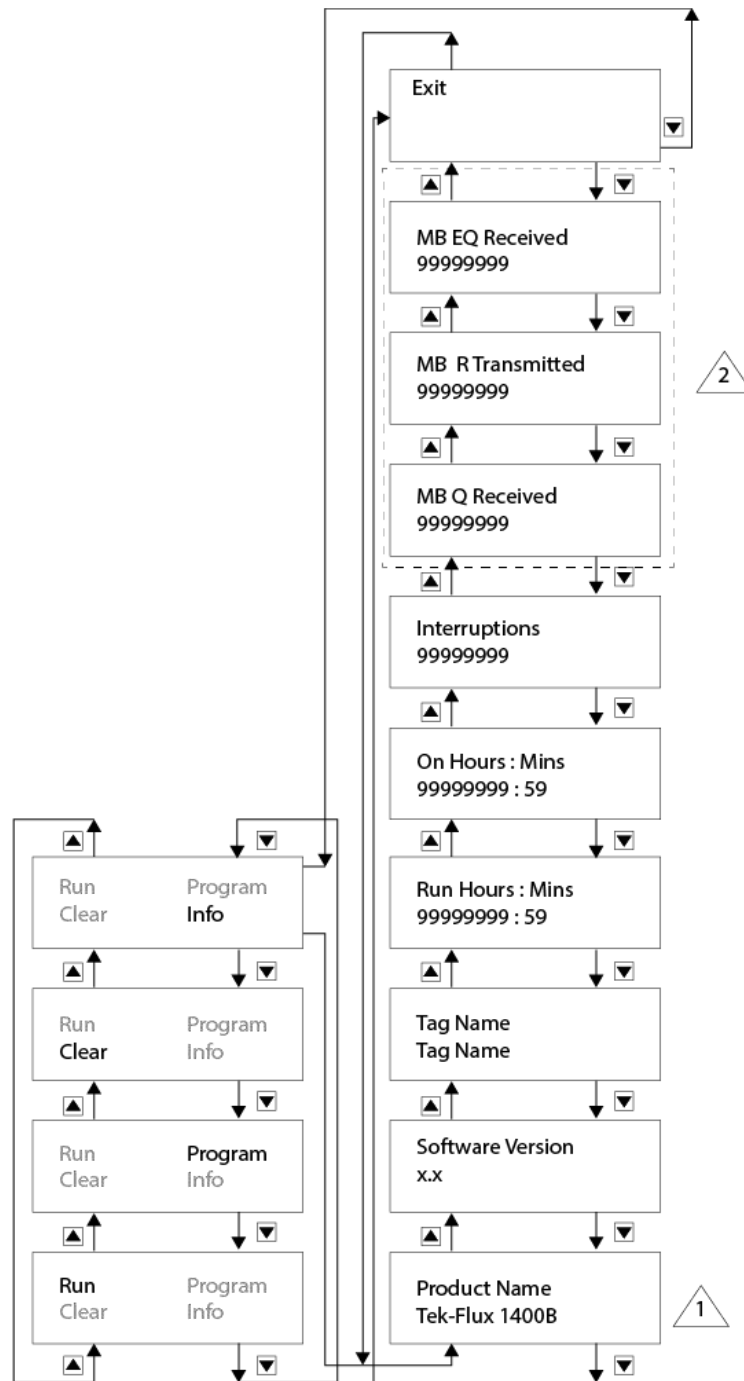 Exit
MB EQ Received
99999999
MB R Transmitted
99999999
2
MB Q Received
99999999
Interruptions
99999999
On Hours : Mins
99999999 : 59
Run Hours : Mins
99999999 : 59
Tag Name
Tag Name
Software Version
x.x
Product Name
Tek-Flux 1400B
1
Run Program
Clear Info
Run Program
Clear Info
Run Program
Clear Info
Run Program
Clear Info